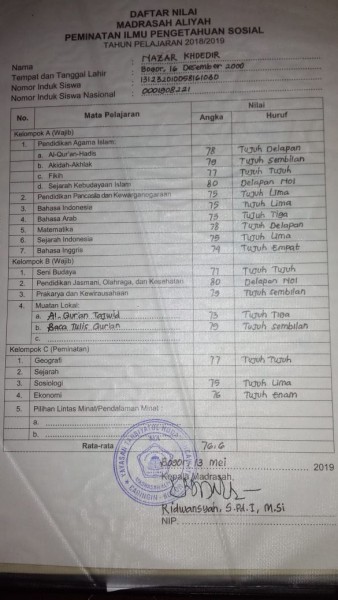 DAFTAR NILAI
MADRASAH ALIYAH
PEMINATAN ILMU PENGETAHUAN SOSIAL
TAHUN PELAJARAN 2018/2019
Nama : NAZAR KHOEDIR
Tempat dan Tanggal Lahir : Bogor, 16 Desember 2000
Nomor Induk Siswa : 131232010058161060
Nomor Induk Siswa Nasional : 0001808221
No. Mata Pelajaran Nilai
Angka Huruf
Kelompok A (Wajib)
1. Pendidikan Agama Islam:
a. Al-Qur'an-Hadis 78 Tujuh Delapan
b. Akidah-Akhlak 79 Tujuh Sembilan
c. Fikih 77 Tujuh Tujuh
d. Sejarah Kebudayaan Islam 80 Delapan Nol
2. Pendidikan Pancasila dan Kewarganegaraan 75 Tujuh Lima
3. Bahasa Indonesia 75 Tujuh Lima
4. Bahasa Arab 73 Tujuh Tiga
5. Matematika 78 Tujuh Delapan
6. Sejarah Indonesia 75 Tujuh Lima
7. Bahasa Inggris 74 Tujuh Empat
Kelompok B (Wajib)
1. Seni Budaya 77 Tujuh Tujuh
2. Pendidikan Jasmani, Olahraga, dan Kesehatan 80 Delapan Nol
3. Prakarya dan Kewirausahaan 79 Tujuh Sembilan
4. Muatan Lokal:
a. Al-Qur'an Tajwid 73 Tujuh Tiga
b. Baca Tulis Qur'an 79 Tujuh Sembilan
c.
Kelompok C (Peminatan)
1. Geografi 77 Tujuh Tujuh
2. Sejarah
3. Sosiologi 75 Tujuh Lima
4. Ekonomi 76 Tujuh Enam
5. Pilihan Lintas Minat/Pendalaman Minat :
a.
b.
Rata-rata 76.6
Bogor, 13 Mei 2019
Kepala Madrasah,
Ridwansyah, S.Pd.I, M.Si
NIP.